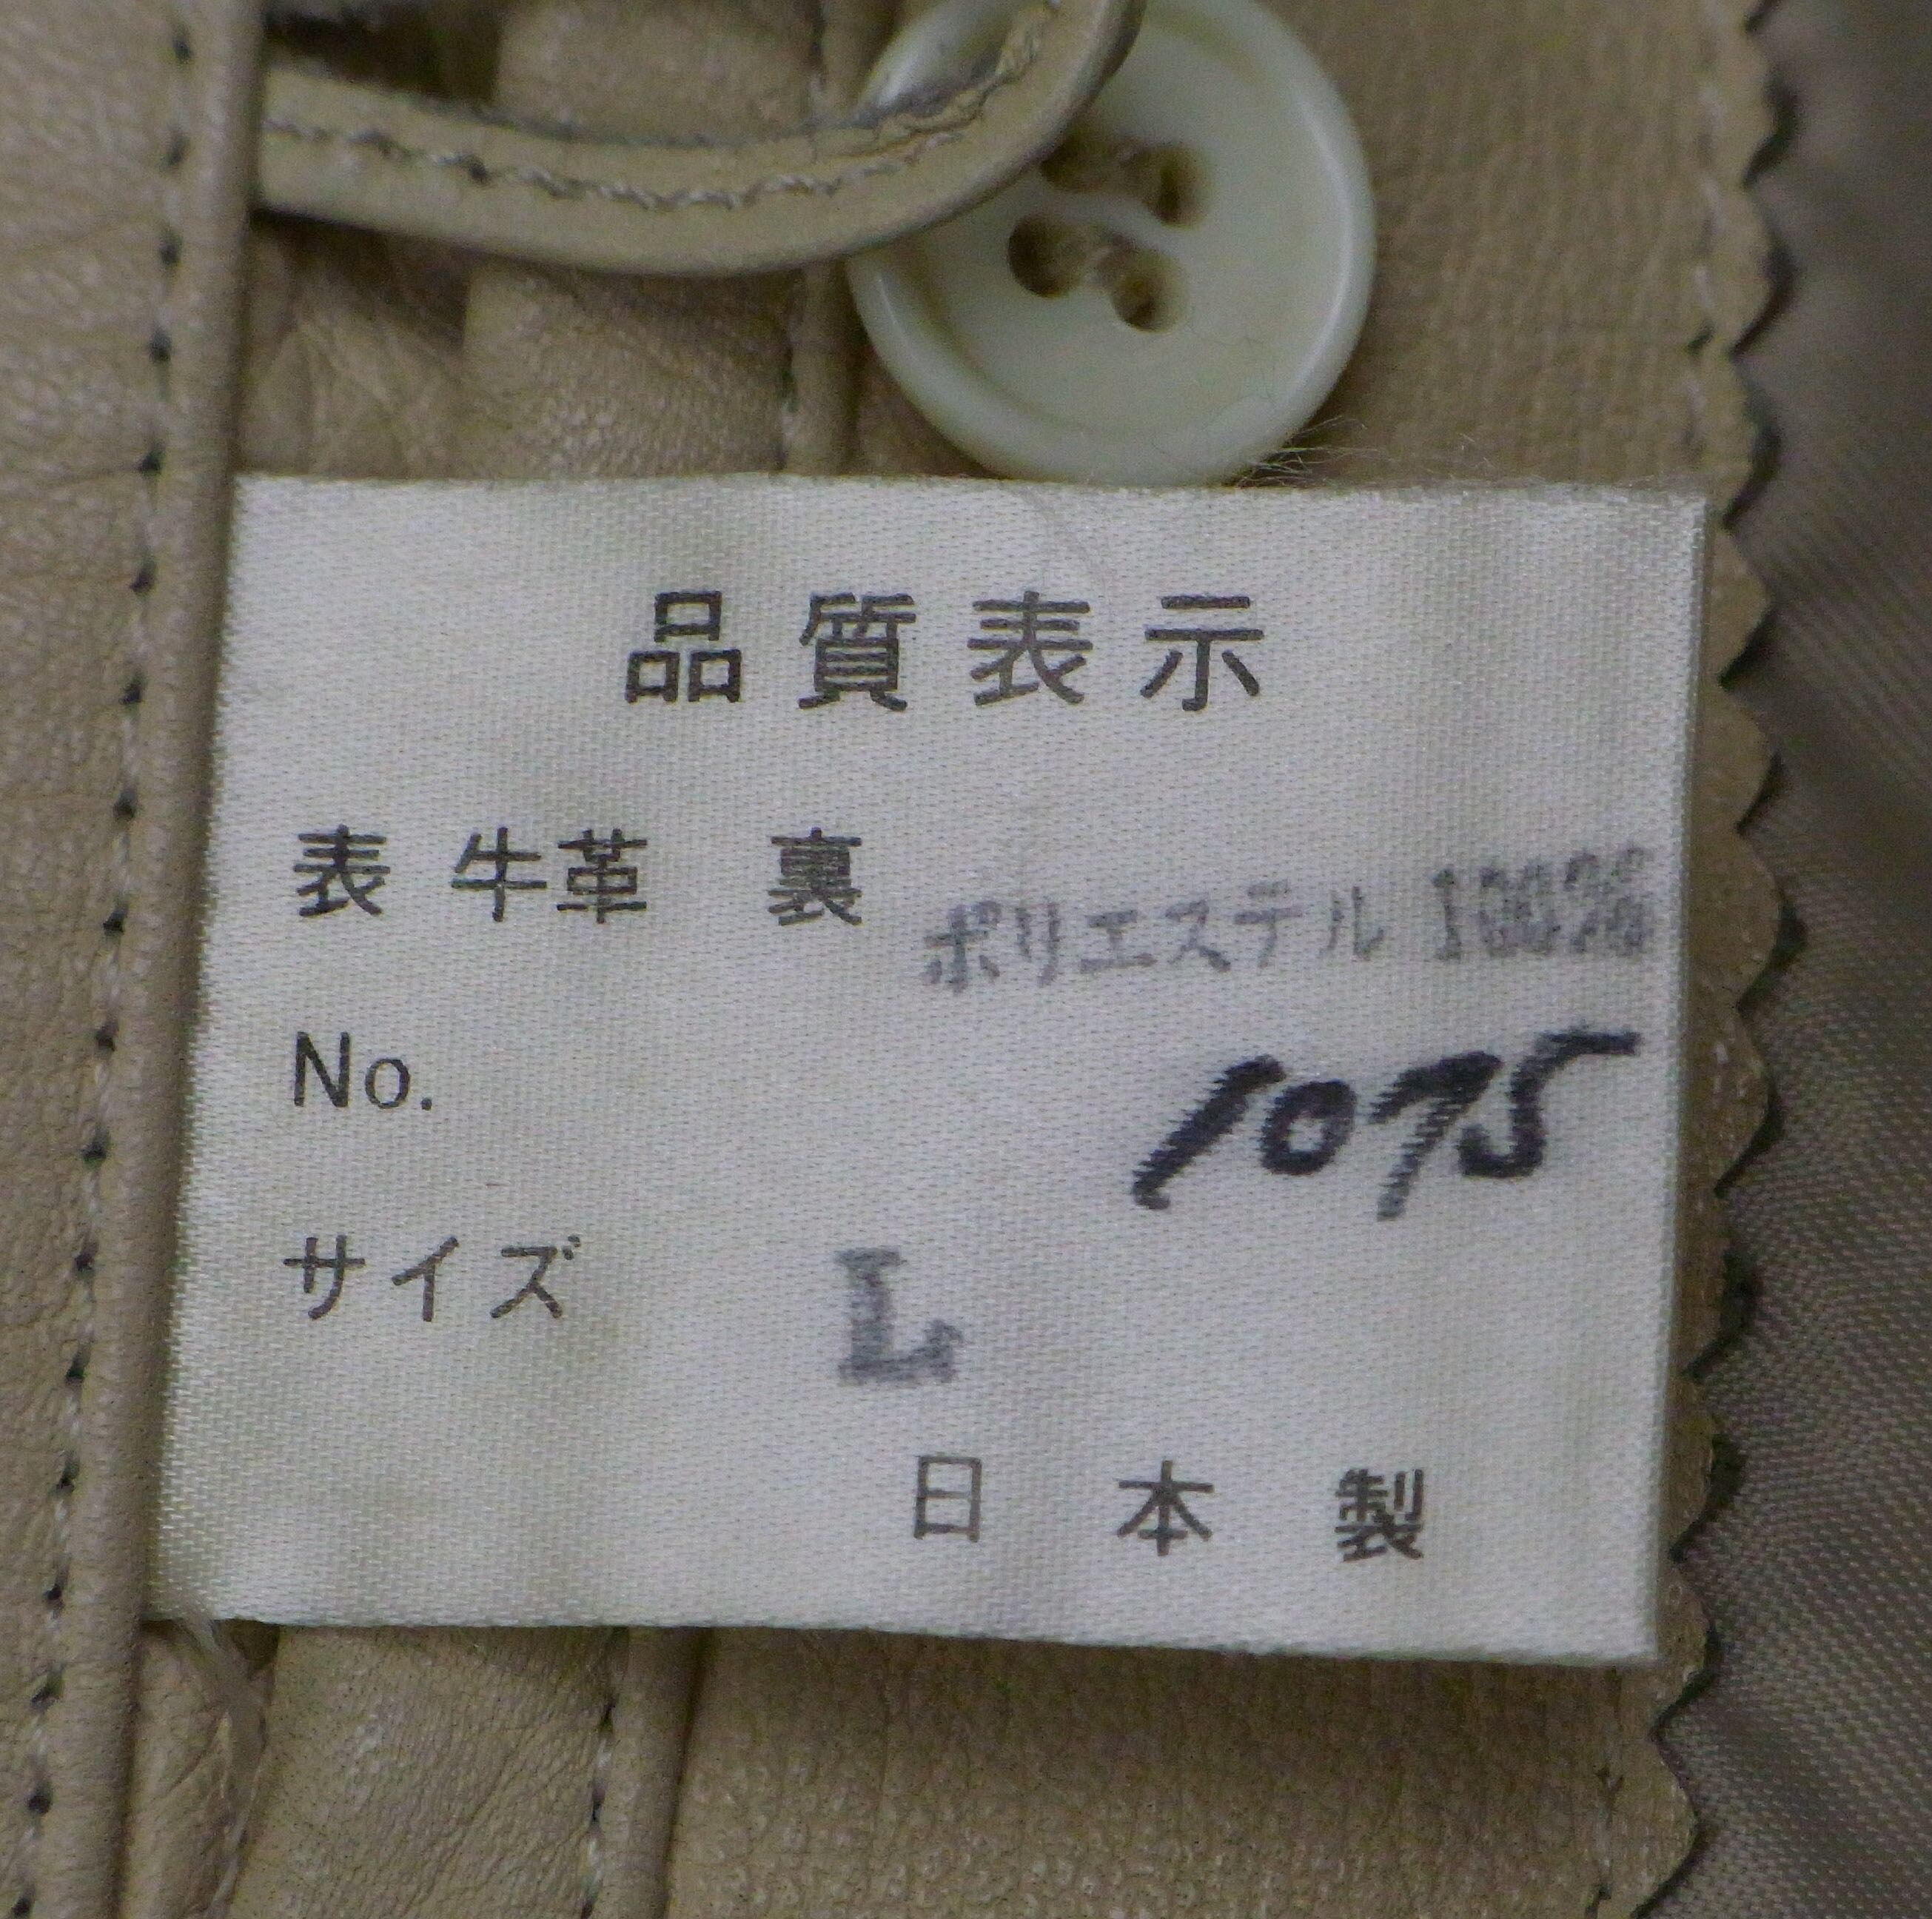 品質表示
表 牛革 裏 ポリエステル 100%
No. 1075
サイズ L
日本製